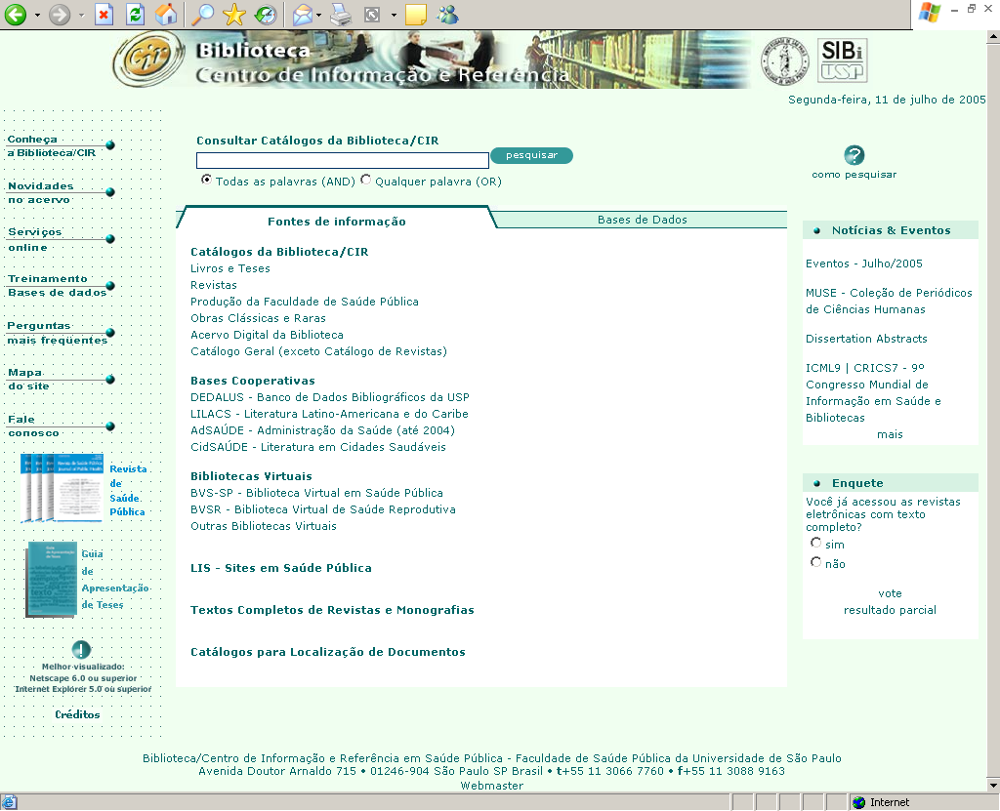 Biblioteca
Centro de Informação e Referência
SIBi
USP
Segunda-feira, 11 de julho de 2005
Conheça
a Biblioteca/CIR
Novidades
no acervo
Serviços
online
Treinamento
Bases de dados
Perguntas
mais freqüentes
Mapa
do site
Fale
conosco
Revista
de
Saúde
Pública
Guia
de
Apresentação
de Teses
Melhor visualizado:
Netscape 6.0 ou superior
Internet Explorer 5.0 ou superior
Créditos
Consultar Catálogos da Biblioteca/CIR
pesquisar
Todas as palavras (AND) Qualquer palavra (OR)
?
como pesquisar
Fontes de informação
Bases de Dados
Catálogos da Biblioteca/CIR
Livros e Teses
Revistas
Produção da Faculdade de Saúde Pública
Obras Clássicas e Raras
Acervo Digital da Biblioteca
Catálogo Geral (exceto Catálogo de Revistas)
Bases Cooperativas
DEDALUS - Banco de Dados Bibliográficos da USP
LILACS - Literatura Latino-Americana e do Caribe
AdSAÚDE - Administração da Saúde (até 2004)
CidSAÚDE - Literatura em Cidades Saudáveis
Bibliotecas Virtuais
BVS-SP - Biblioteca Virtual em Saúde Pública
BVSR - Biblioteca Virtual de Saúde Reprodutiva
Outras Bibliotecas Virtuais
LIS - Sites em Saúde Pública
Textos Completos de Revistas e Monografias
Catálogos para Localização de Documentos
Notícias & Eventos
Eventos - Julho/2005
MUSE - Coleção de Periódicos
de Ciências Humanas
Dissertation Abstracts
ICML9 | CRICS7 - 9º
Congresso Mundial de
Informação em Saúde e
Bibliotecas
mais
Enquete
Você já acessou as revistas
eletrônicas com texto
completo?
sim
não
vote
resultado parcial
Biblioteca/Centro de Informação e Referência em Saúde Pública - Faculdade de Saúde Pública da Universidade de São Paulo
Avenida Doutor Arnaldo 715 • 01246-904 São Paulo SP Brasil • t+55 11 3066 7760 • f+55 11 3088 9163
Webmaster
Internet